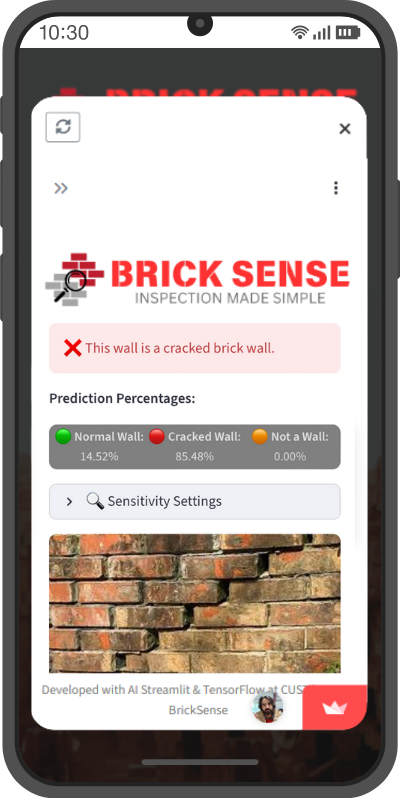 10:30
BRICK SENSE
BRICK SENSE
INSPECTION MADE SIMPLE
This wall is a cracked brick wall.
Prediction Percentages:
Normal Wall: Cracked Wall: Not a Wall:
14.52% 85.48% 0.00%
Sensitivity Settings
Developed with AI Streamlit & TensorFlow at
BrickSense